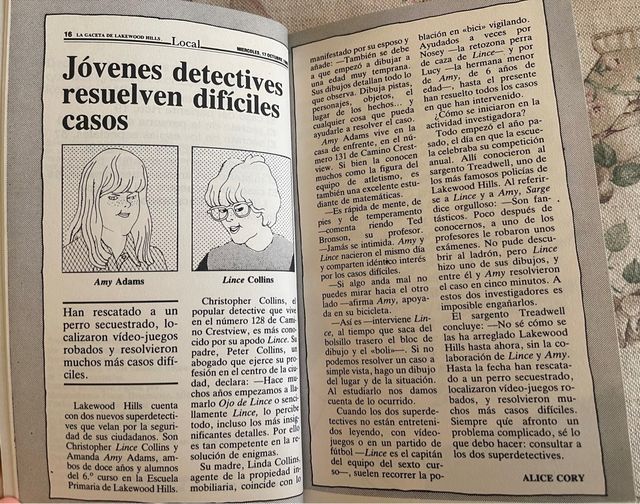 16 LA GACETA DE LAKEWOOD HILLS
Local
MIERCOLES, 17 OCTUBRE
Jóvenes detectives
resuelven difíciles
casos
Amy Adams
Lince Collins
Han rescatado a un
perro secuestrado, lo-
calizaron vídeo-juegos
robados y resolvieron
muchos más casos difí-
ciles.
Lakewood Hills cuenta
con dos nuevos superdetecti-
ves que velan por la seguri-
dad de sus ciudadanos. Son
Christopher Lince Collins y
Amanda Amy Adams, am-
bos de doce años y alumnos
del 6.º curso en la Escuela
Primaria de Lakewood Hills.
Christopher Collins, el
popular detective que vive
en el número 128 de Cami-
no Crestview, es más cono-
cido por su apodo Lince. Su
padre, Peter Collins, un
abogado que ejerce su pro-
fesión en el centro de la ciu-
dad, declara: —Hace mu-
chos años empezamos a lla-
marlo Ojo de Lince o senci-
llamente Lince, lo percibe
todo, incluso los más insig-
nificantes detalles. Por ello
es tan competente en la re-
solución de enigmas.
Su madre, Linda Collins,
agente de la propiedad in-
mobiliaria, coincide con lo
manifestado por su esposo y
añade: —También se debe
a que empezó a dibujar a
una edad muy temprana.
Sus dibujos detallan todo lo
que observa. Dibuja pistas,
personajes, objetos, el
lugar de los hechos... y
cualquier cosa que pueda
ayudarle a resolver el caso.
Amy Adams vive en la
casa de enfrente, en el nú-
mero 131 de Camino Crest-
view. Si bien la conocen
muchos como la figura del
equipo de atletismo, es
también una excelente estu-
diante de matemáticas.
—Es rápida de mente, de
pies y de temperamento
—comenta riendo Ted
Bronson, su profesor.
—Jamás se intimida. Amy y
Lince nacieron el mismo día
y comparten idéntico interés
por los casos difíciles.
—Si algo anda mal no
puedes mirar hacia el otro
lado —afirma Amy, apoya-
da en su bicicleta.
—Así es —interviene Lin-
ce, al tiempo que saca del
bolsillo trasero el bloc de
dibujo y el «boli»—. Si no
podemos resolver un caso a
simple vista, hago un dibujo
del lugar y de la situación.
Al estudiarlo nos damos
cuenta de lo ocurrido.
Cuando los dos superde-
tectives no están entreteni-
dos leyendo, con vídeo-
juegos o en un partido de
fútbol —Lince es el capitán
del equipo del sexto cur-
so—, suelen recorrer la po-
blación en «bici» vigilando.
Ayudados a veces por
Nosey —la retozona perra
de caza de Lince— y por
Lucy —la hermana menor
de Amy, de 6 años de
edad—, hasta el presente
han resuelto todos los casos
en que han intervenido.
¿Cómo se iniciaron en la
actividad investigadora?
Todo empezó el año pa-
sado, el día en que la escue-
la celebraba su competición
anual. Allí conocieron al
sargento Treadwell, uno de
los más famosos policías de
Lakewood Hills. Al referir-
se a Lince y a Amy, Sarge
dice orgulloso: —Son fan-
tásticos. Poco después de
conocernos, a uno de los
profesores le robaron unos
exámenes. No pude descu-
brir al ladrón, pero Lince
hizo uno de sus dibujos, y
entre él y Amy resolvieron
el caso en cinco minutos. A
estos dos investigadores es
imposible engañarlos.
El sargento Treadwell
concluye: —No sé cómo se
las ha arreglado Lakewood
Hills hasta ahora, sin la co-
laboración de Lince y Amy.
Hasta la fecha han rescata-
do a un perro secuestrado,
localizaron vídeo-juegos ro-
bados, y resolvieron mu-
chos más casos difíciles.
Siempre que afronto un
problema complicado, sé lo
que debo hacer: consultar a
los dos superdetectives.
ALICE CORY